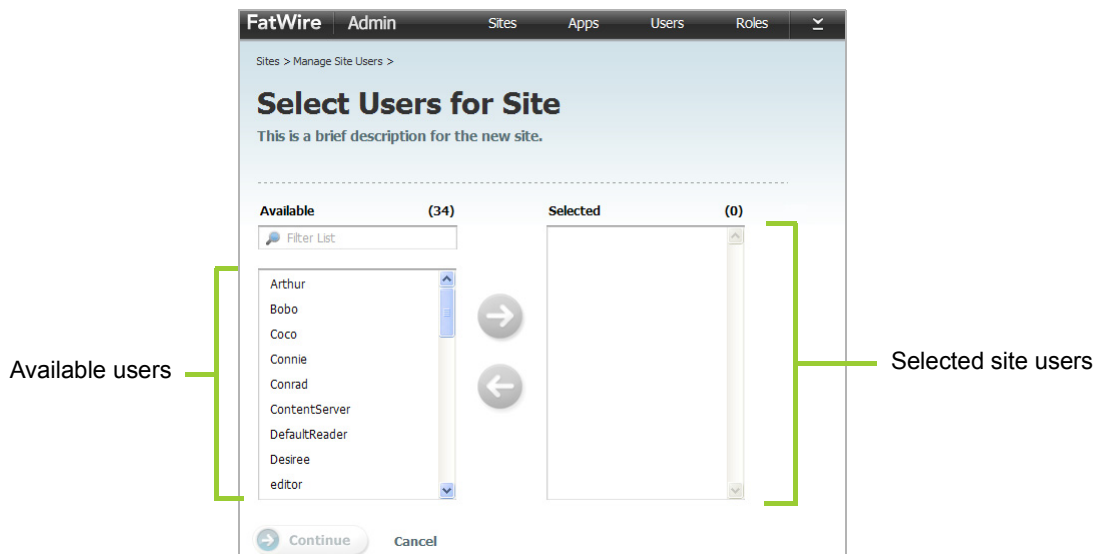 FatWire Admin Sites Apps Users Roles
Sites > Manage Site Users >
Select Users for Site
This is a brief description for the new site.
Available (34) Selected (0)
Filter List
Arthur
Bobo
Coco
Connie
Conrad
ContentServer
DefaultReader
Desiree
editor
Available users
Selected site users
Continue Cancel